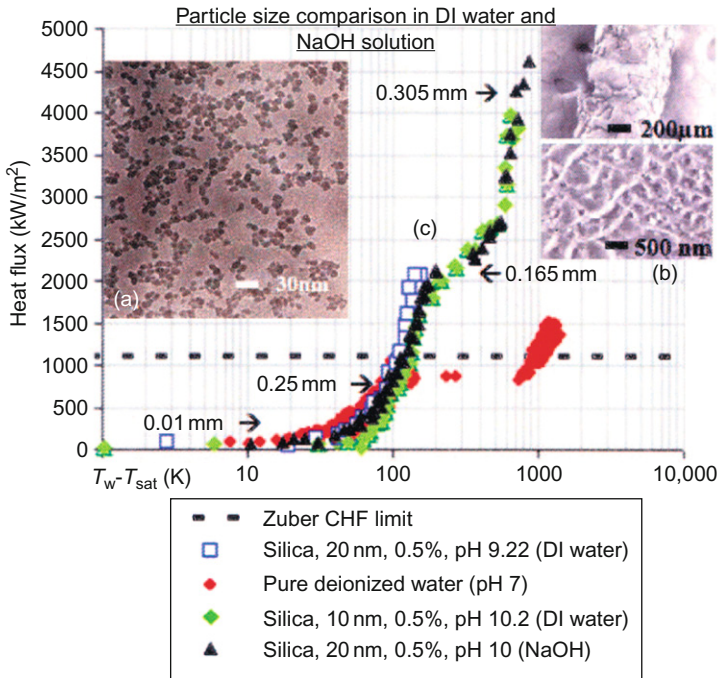 Particle size comparison in DI water and
NaOH solution
5000
4500
4000
3500
3000
2500
2000
1500
1000
500
0
Heat flux (kW/m²)
0.305 mm
200μm
500 nm
(c)
(b)
0.165 mm
(a)
30nm
0.25 mm
0.01 mm
T_w-T_sat (K)
10
100
1000
10,000
Zuber CHF limit
Silica, 20 nm, 0.5%, pH 9.22 (DI water)
Pure deionized water (pH 7)
Silica, 10 nm, 0.5%, pH 10.2 (DI water)
Silica, 20 nm, 0.5%, pH 10 (NaOH)